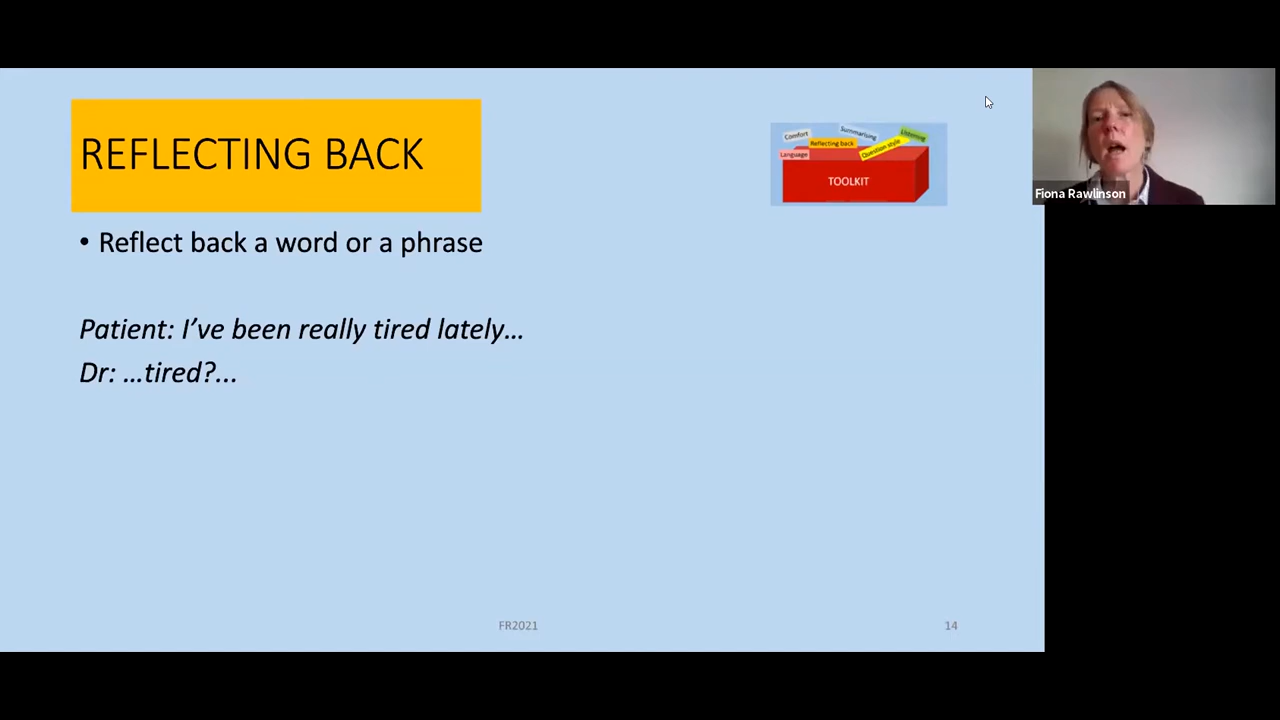 REFLECTING BACK
• Reflect back a word or a phrase
Patient: I’ve been really tired lately…
Dr: …tired?...
Comfort
Summarising
Listening
Reflecting back
Question style
Language
TOOLKIT
Fiona Rawlinson
FR2021
14